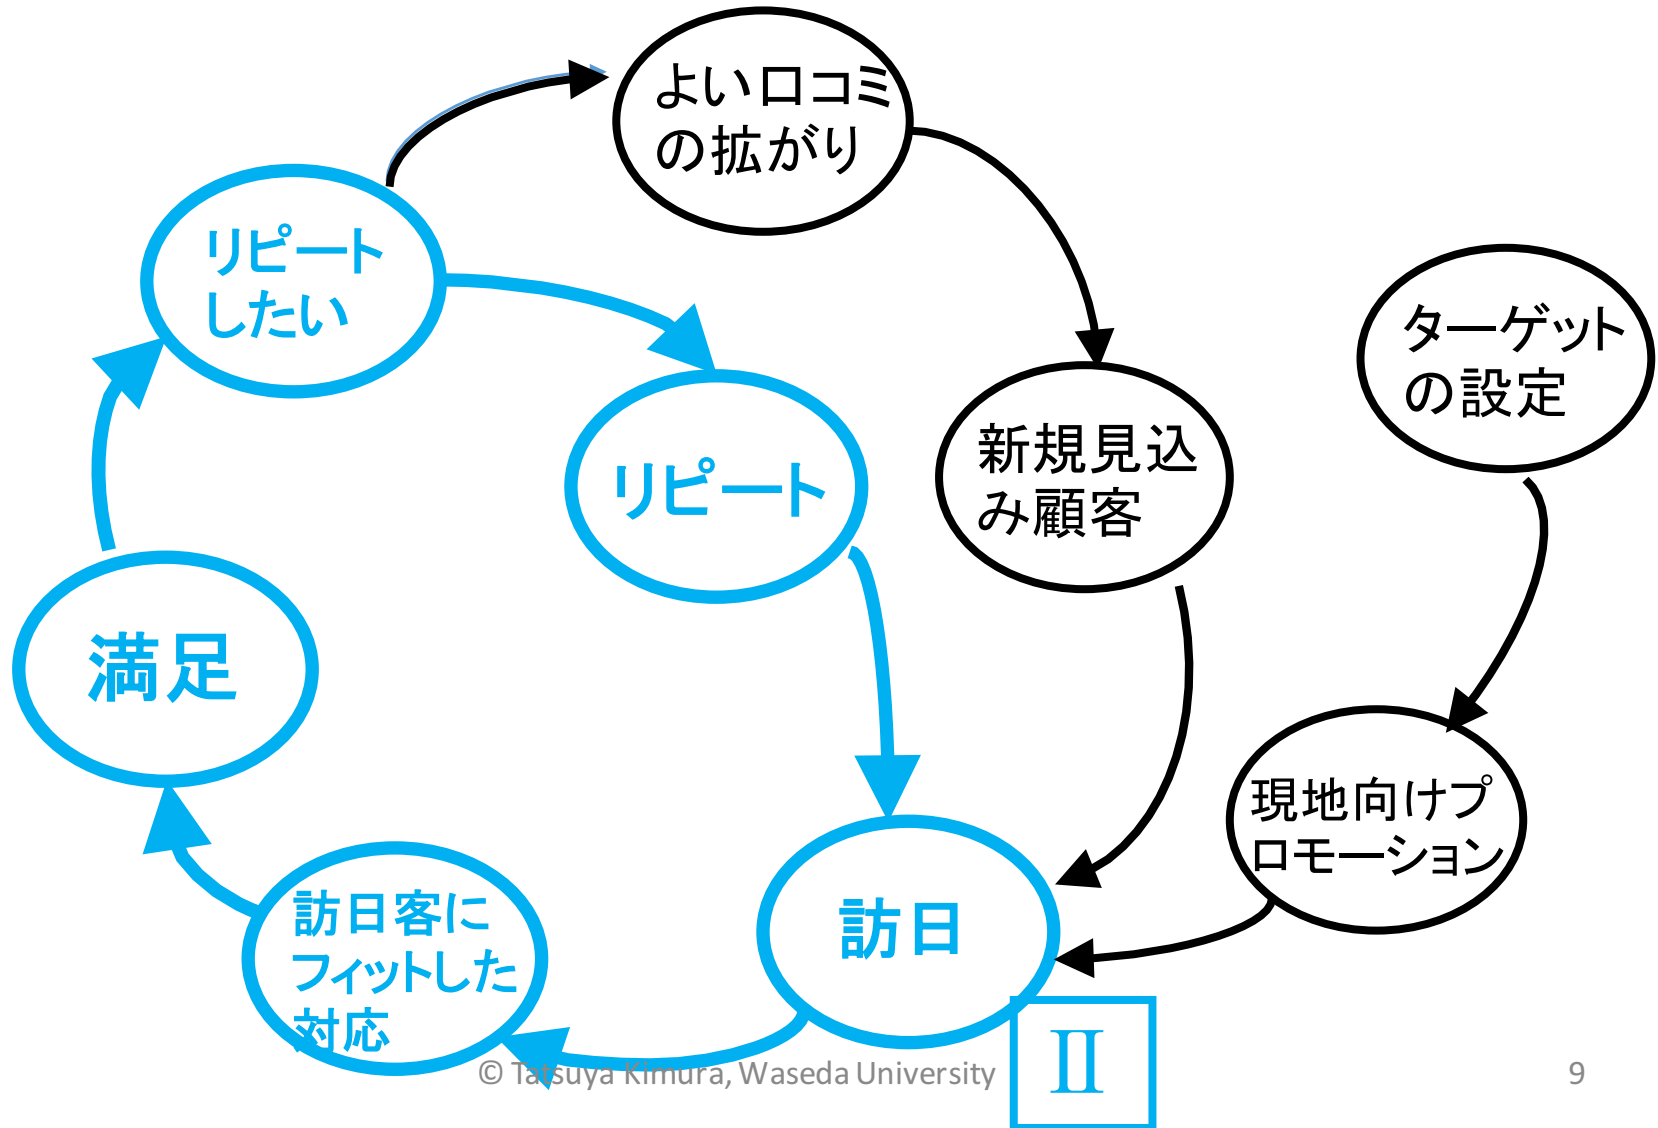 よい口コミ
の拡がり
リピート
したい
ターゲット
の設定
リピート
新規見込
み顧客
満足
現地向けプ
ロモーション
訪日客に
フィットした
対応
訪日
Ⅱ
© Tatsuya Kimura, Waseda University
9